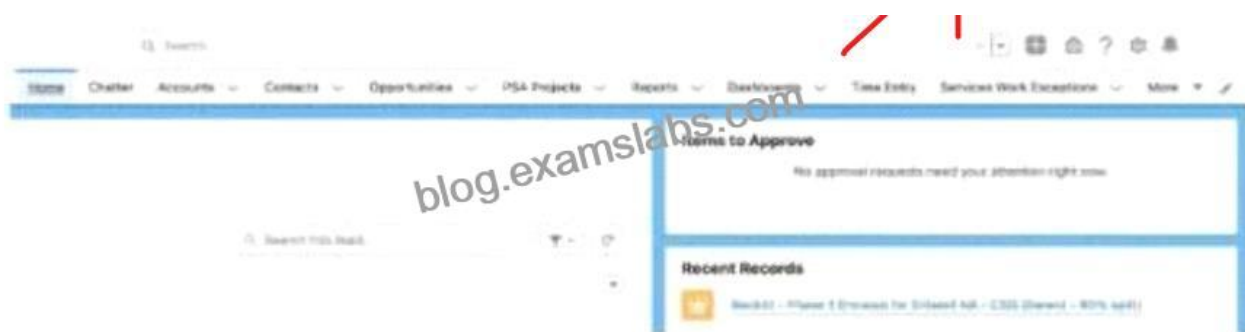 Search
Home Chatter Accounts Contacts Opportunities PSA Projects Reports Dashboards Time Entry Services Work Exceptions More
blog.examslabs.com
Items to Approve
No approval requests need your attention right now.
Search this feed...
Recent Records